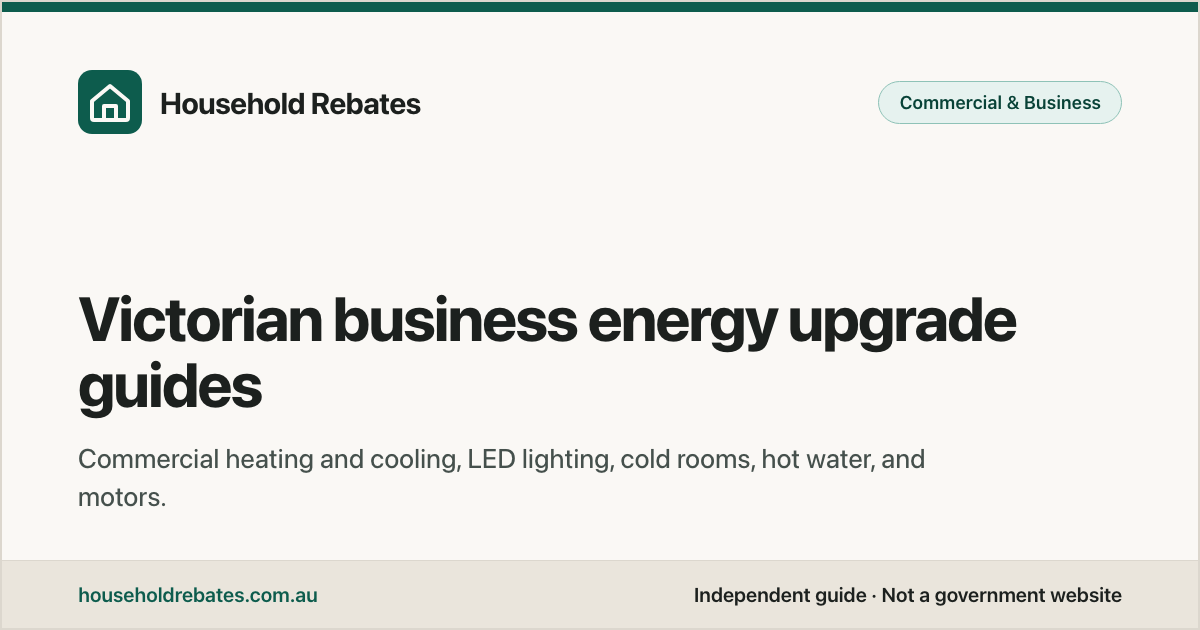 Household Rebates
Commercial & Business
Victorian business energy upgrade
guides
Commercial heating and cooling, LED lighting, cold rooms, hot water, and
motors.
householdrebates.com.au
Independent guide · Not a government website